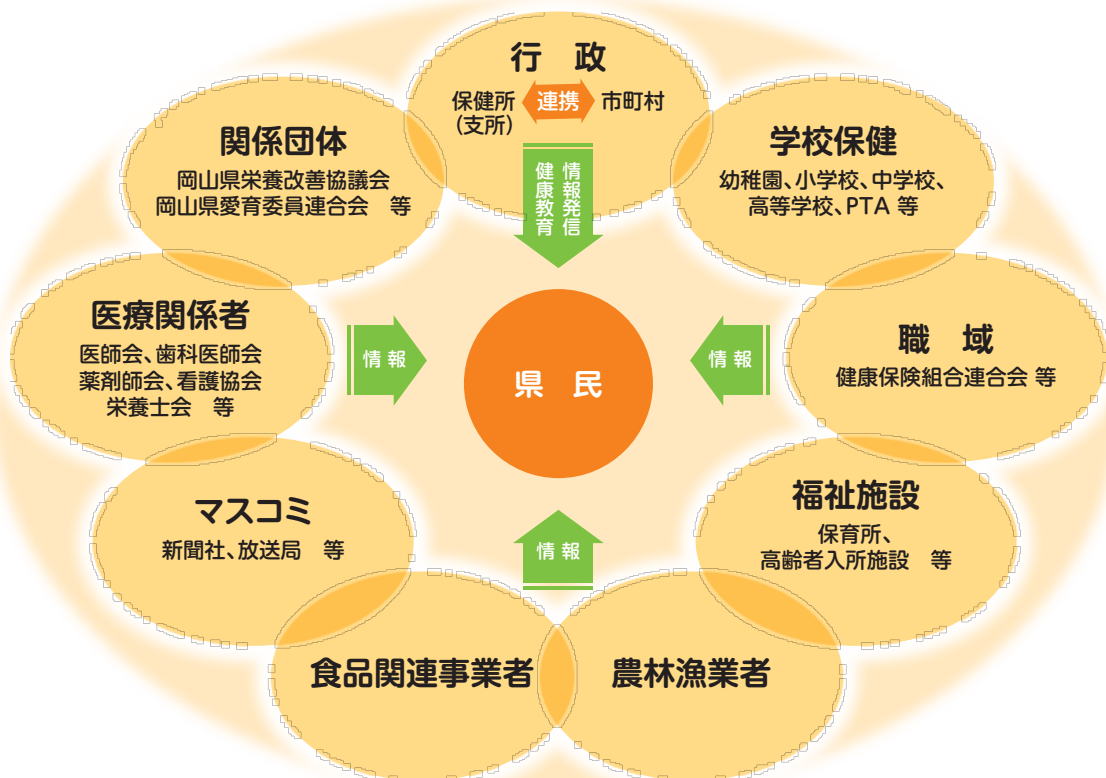 行　政
保健所
（支所）
連携
市町村
情報発信
健康教育
関係団体
岡山県栄養改善協議会
岡山県愛育委員連合会　等
学校保健
幼稚園、小学校、中学校、
高等学校、PTA 等
医療関係者
医師会、歯科医師会
薬剤師会、看護協会
栄養士会　等
情報
県　民
情報
職　域
健康保険組合連合会 等
マスコミ
新聞社、放送局　等
情報
福祉施設
保育所、
高齢者入所施設　等
食品関連事業者
農林漁業者